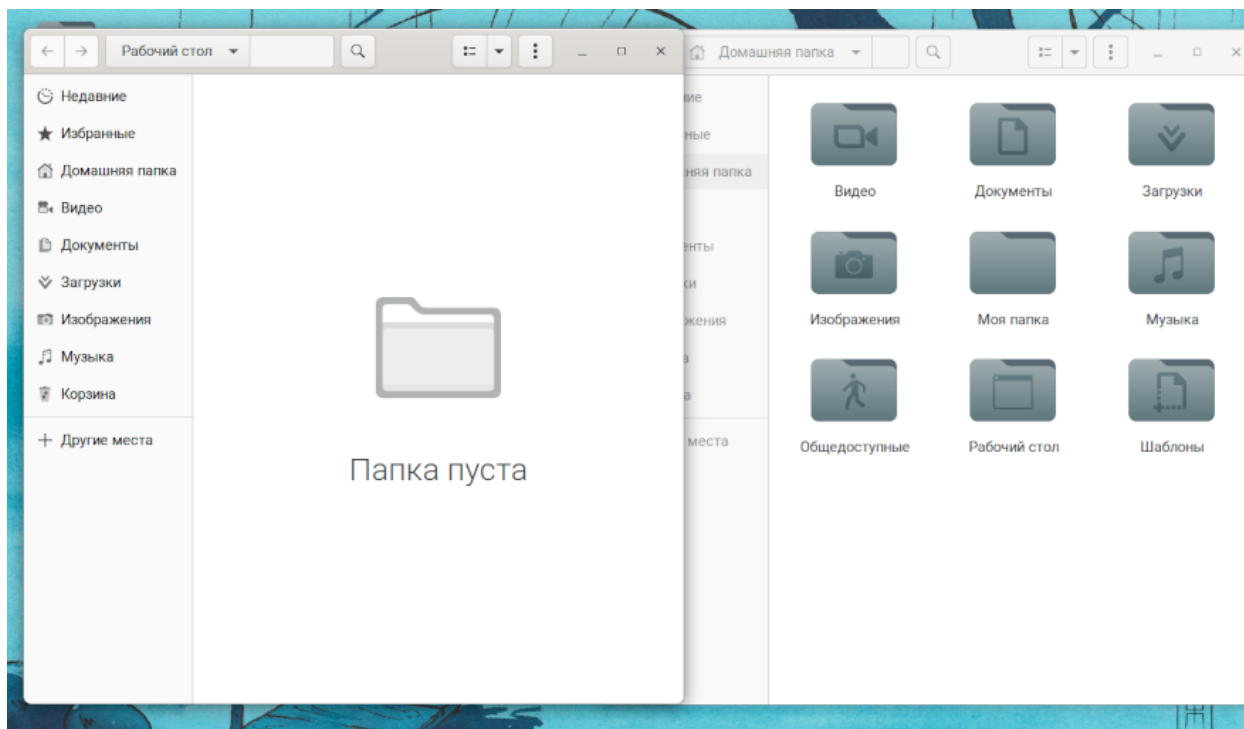 Рабочий стол
Недавние
Избранные
Домашняя папка
Видео
Документы
Загрузки
Изображения
Музыка
Корзина
Другие места
Папка пуста
Домашняя папка
ие
ные
няя папка
енты
ки
жения
а
а
места
Видео Документы Загрузки
Изображения Моя папка Музыка
Общедоступные Рабочий стол Шаблоны